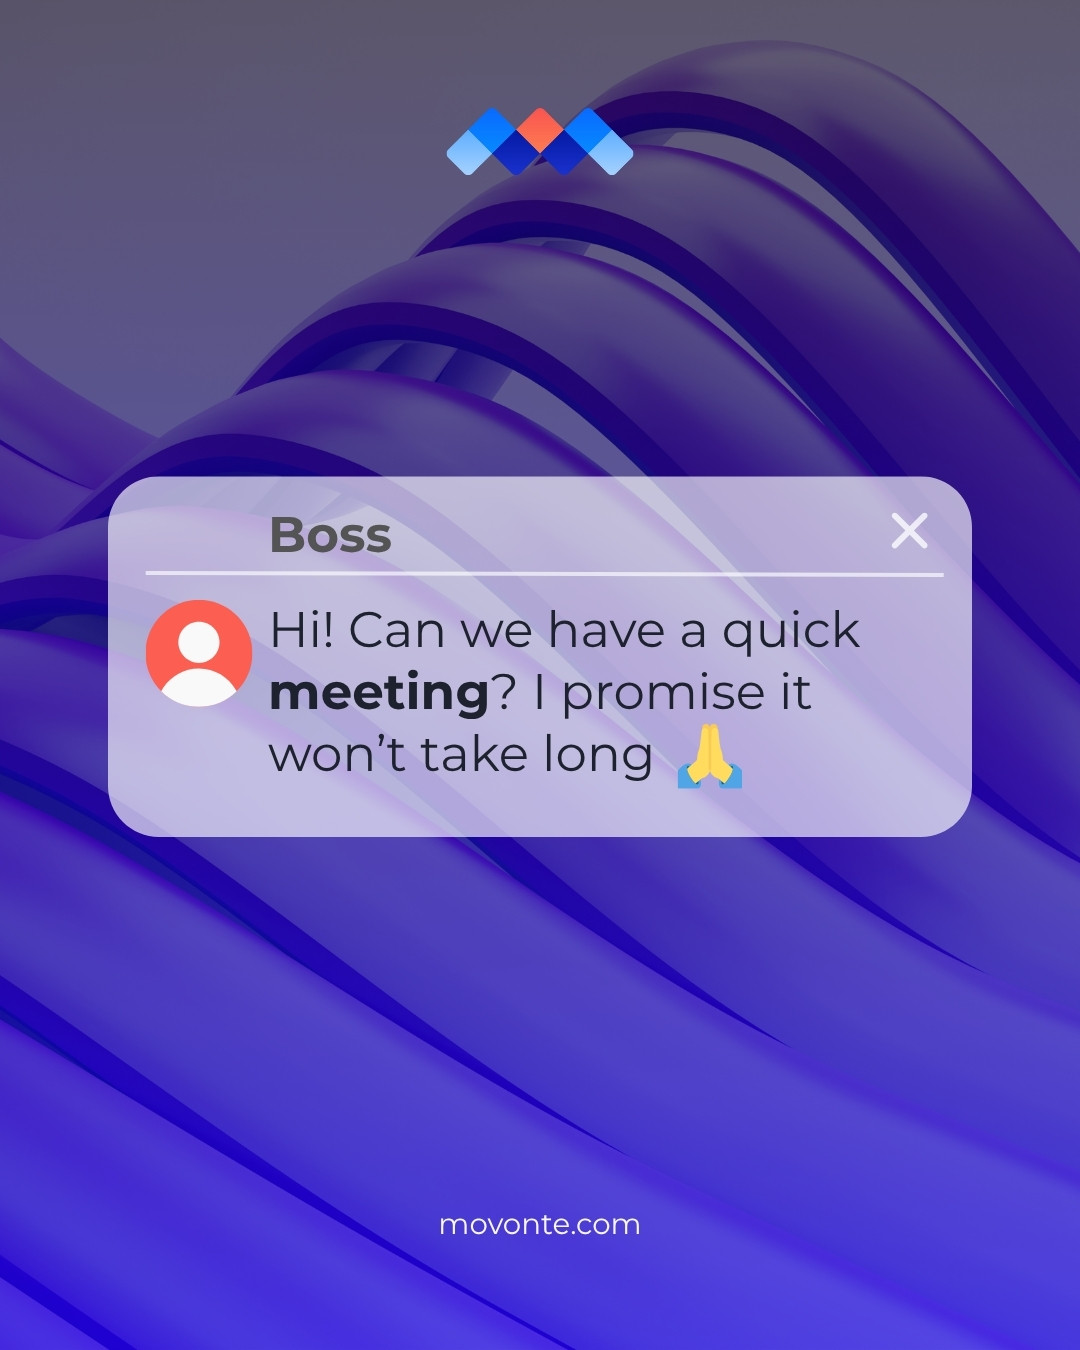 Boss
Hi! Can we have a quick
meeting? I promise it
won’t take long 🙏
movonte.com